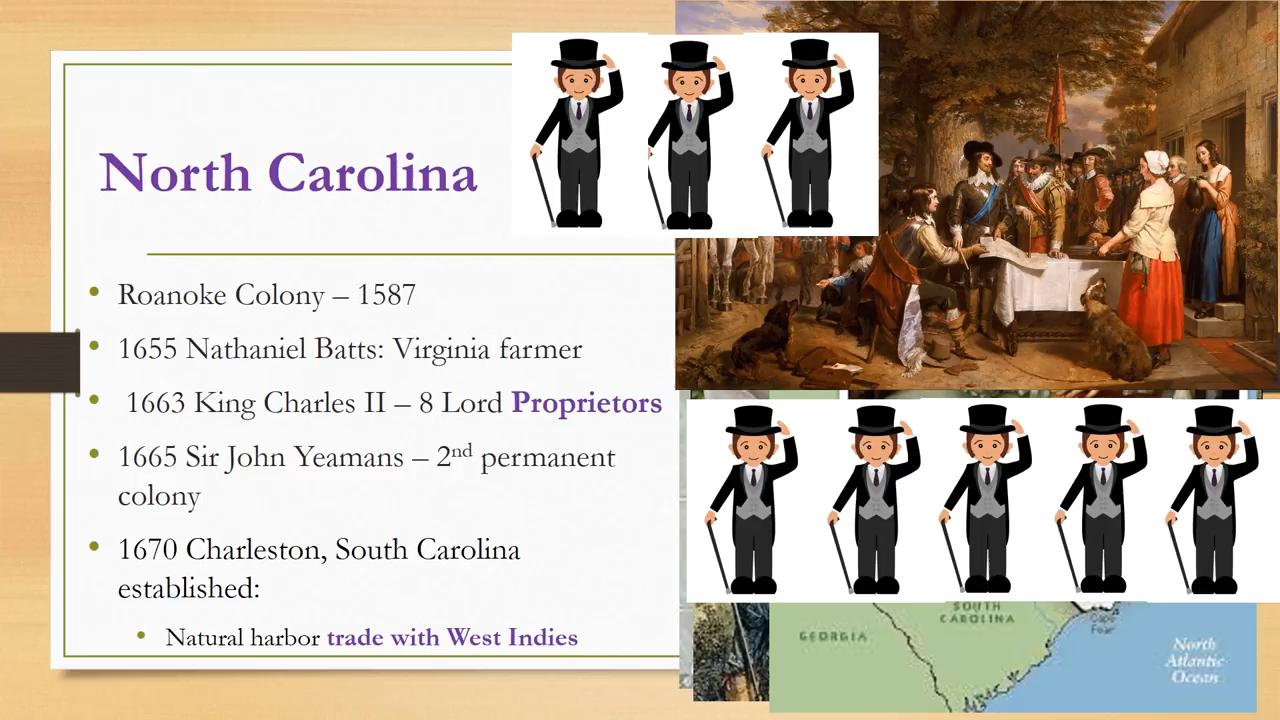 North Carolina
Roanoke Colony – 1587
1655 Nathaniel Batts: Virginia farmer
1663 King Charles II – 8 Lord Proprietors
1665 Sir John Yeamans – 2nd permanent
colony
1670 Charleston, South Carolina
established:
Natural harbor trade with West Indies
SOUTH
CAROLINA
GEORGIA
Cape
Fear
North
Atlantic
Ocean